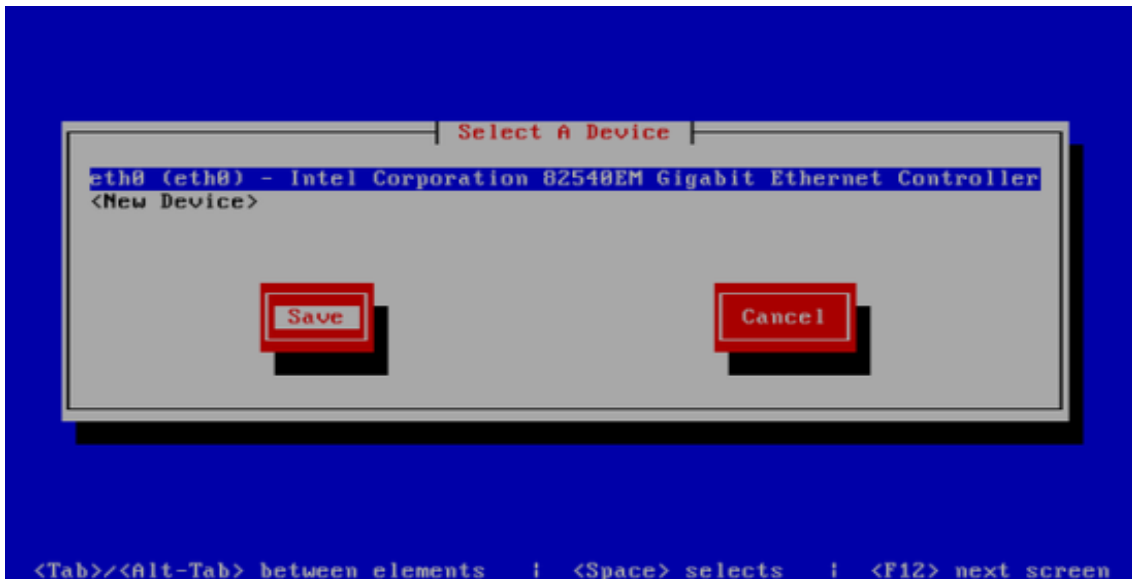 Select A Device
eth0 (eth0) - Intel Corporation 82540EM Gigabit Ethernet Controller
<New Device>
Save Cancel
<Tab>/<Alt-Tab> between elements | <Space> selects | <F12> next screen